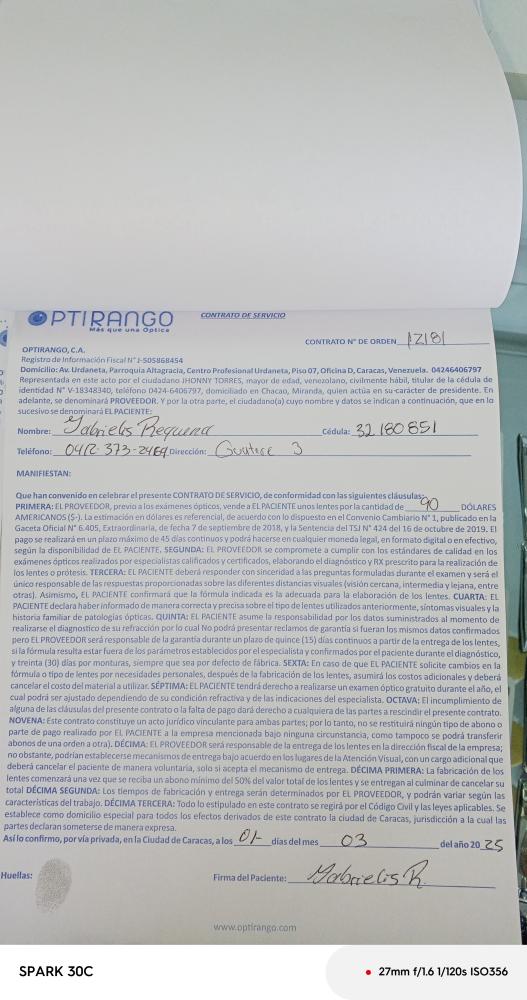 OPTIRANGO
Más que una Optica
CONTRATO DE SERVICIO
CONTRATO N° DE ORDEN 12181
OPTIRANGO, C.A.
Registro de Información Fiscal N° J-505868454
Domicilio: Av. Urdaneta, Parroquia Altagracia, Centro Profesional Urdaneta, Piso 07, Oficina D, Caracas, Venezuela. 04246406797
Representada en este acto por el ciudadano JHONNY TORRES, mayor de edad, venezolano, civilmente hábil, titular de la cédula de
identidad N° V-18348340, teléfono 0424-6406797, domiciliado en Chacao, Miranda, quien actúa en su carácter de presidente. En
adelante, se denominará PROVEEDOR. Y por la otra parte, el ciudadano(a) cuyo nombre y datos se indican a continuación, que en lo
sucesivo se denominará EL PACIENTE:
Nombre: Gabrielis Requena Cédula: 32180851
Teléfono: 0412-373-2469 Dirección: 3
MANIFIESTAN:
Que han convenido en celebrar el presente CONTRATO DE SERVICIO, de conformidad con las siguientes cláusulas:
PRIMERA: EL PROVEEDOR, previo a los exámenes ópticos, vende a EL PACIENTE unos lentes por la cantidad de 90 DÓLARES
AMERICANOS ($-). La estimación en dólares es referencial, de acuerdo con lo dispuesto en el Convenio Cambiario N° 1, publicado en la
Gaceta Oficial N° 6.405, Extraordinaria, de fecha 7 de septiembre de 2018, y la Sentencia del TSJ N° 424 del 16 de octubre de 2019. El
pago se realizará en un plazo máximo de 45 días continuos y podrá hacerse en cualquier moneda legal, en formato digital o en efectivo,
según la disponibilidad de EL PACIENTE. SEGUNDA: EL PROVEEDOR se compromete a cumplir con los estándares de calidad en los
exámenes ópticos realizados por especialistas calificados y certificados, elaborando el diagnóstico y RX prescrito para la realización de
los lentes o prótesis. TERCERA: EL PACIENTE deberá responder con sinceridad a las preguntas formuladas durante el examen y será el
único responsable de las respuestas proporcionadas sobre las diferentes distancias visuales (visión cercana, intermedia y lejana, entre
otras). Asimismo, EL PACIENTE confirmará que la fórmula indicada es la adecuada para la elaboración de los lentes. CUARTA: EL
PACIENTE declara haber informado de manera correcta y precisa sobre el tipo de lentes utilizados anteriormente, síntomas visuales y la
historia familiar de patologías ópticas. QUINTA: EL PACIENTE asume la responsabilidad por los datos suministrados al momento de
realizarse el diagnostico de su refracción por lo cual No podrá presentar reclamos de garantía si fueran los mismos datos confirmados
pero EL PROVEEDOR será responsable de la garantía durante un plazo de quince (15) días continuos a partir de la entrega de los lentes,
si la fórmula resulta estar fuera de los parámetros establecidos por el especialista y confirmados por el paciente durante el diagnóstico,
y treinta (30) días por monturas, siempre que sea por defecto de fábrica. SEXTA: En caso de que EL PACIENTE solicite cambios en la
fórmula o tipo de lentes por necesidades personales, después de la fabricación de los lentes, asumirá los costos adicionales y deberá
cancelar el costo del material a utilizar. SÉPTIMA: EL PACIENTE tendrá derecho a realizarse un examen óptico gratuito durante el año, el
cual podrá ser ajustado dependiendo de su condición refractiva y de las indicaciones del especialista. OCTAVA: El incumplimiento de
alguna de las cláusulas del presente contrato o la falta de pago dará derecho a cualquiera de las partes a rescindir el presente contrato.
NOVENA: Este contrato constituye un acto jurídico vinculante para ambas partes; por lo tanto, no se restituirá ningún tipo de abono o
parte de pago realizado por EL PACIENTE a la empresa mencionada bajo ninguna circunstancia, como tampoco se podrá transferir
abonos de una orden a otra). DÉCIMA: EL PROVEEDOR será responsable de la entrega de los lentes en la dirección fiscal de la empresa;
no obstante, podrían establecerse mecanismos de entrega bajo acuerdo en los lugares de la Atención Visual, con un cargo adicional que
deberá cancelar el paciente de manera voluntaria, solo si acepta el mecanismo de entrega. DÉCIMA PRIMERA: La fabricación de los
lentes comenzará una vez que se reciba un abono mínimo del 50% del valor total de los lentes y se entregan al culminar de cancelar su
total DÉCIMA SEGUNDA: Los tiempos de fabricación y entrega serán determinados por EL PROVEEDOR, y podrán variar según las
características del trabajo. DÉCIMA TERCERA: Todo lo estipulado en este contrato se regirá por el Código Civil y las leyes aplicables. Se
establece como domicilio especial para todos los efectos derivados de este contrato la ciudad de Caracas, jurisdicción a la cual las
partes declaran someterse de manera expresa.
Así lo confirmo, por vía privada, en la Ciudad de Caracas, a los 01 días del mes 03 del año 2025
Huellas: Firma del Paciente: Gabrielis R.
www.optirango.com
SPARK 30C
27mm f/1.6 1/120s ISO356